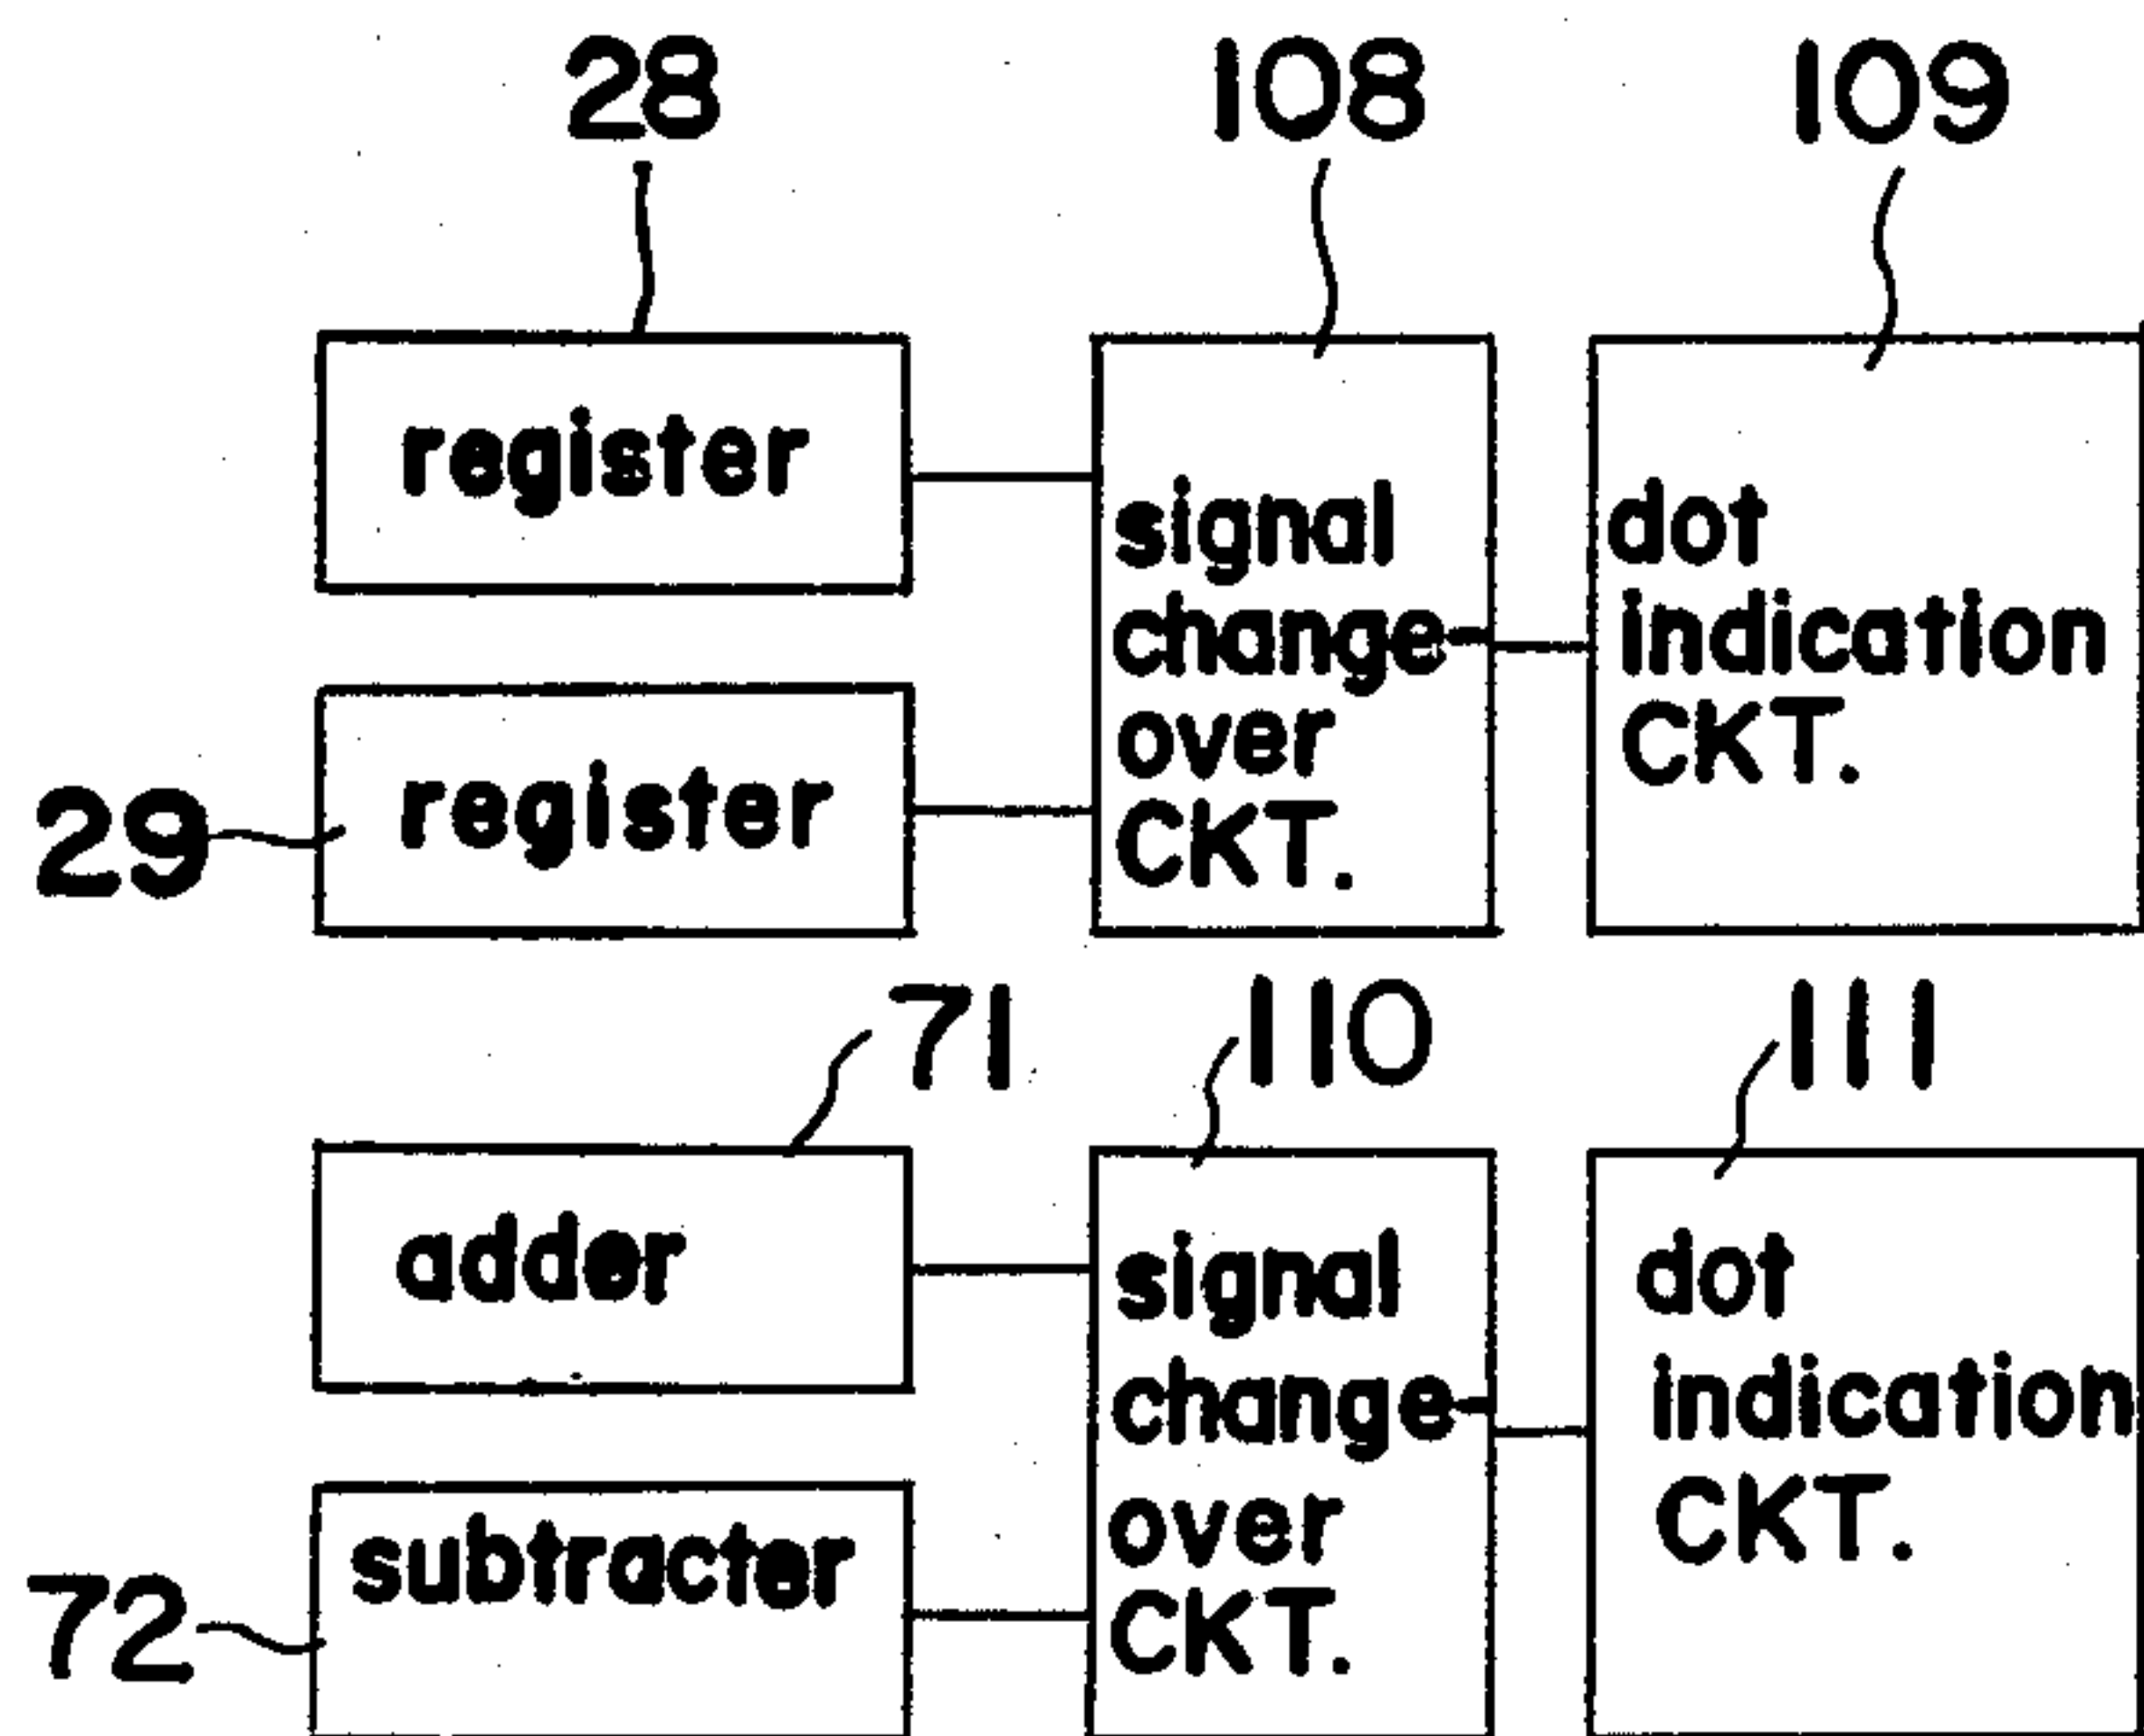 28
108
109
register
signal
change-
over
CKT.
dot
indication
CKT.
29
register
71
110
111
adder
signal
change-
over
CKT.
dot
indication
CKT.
72
subtracter